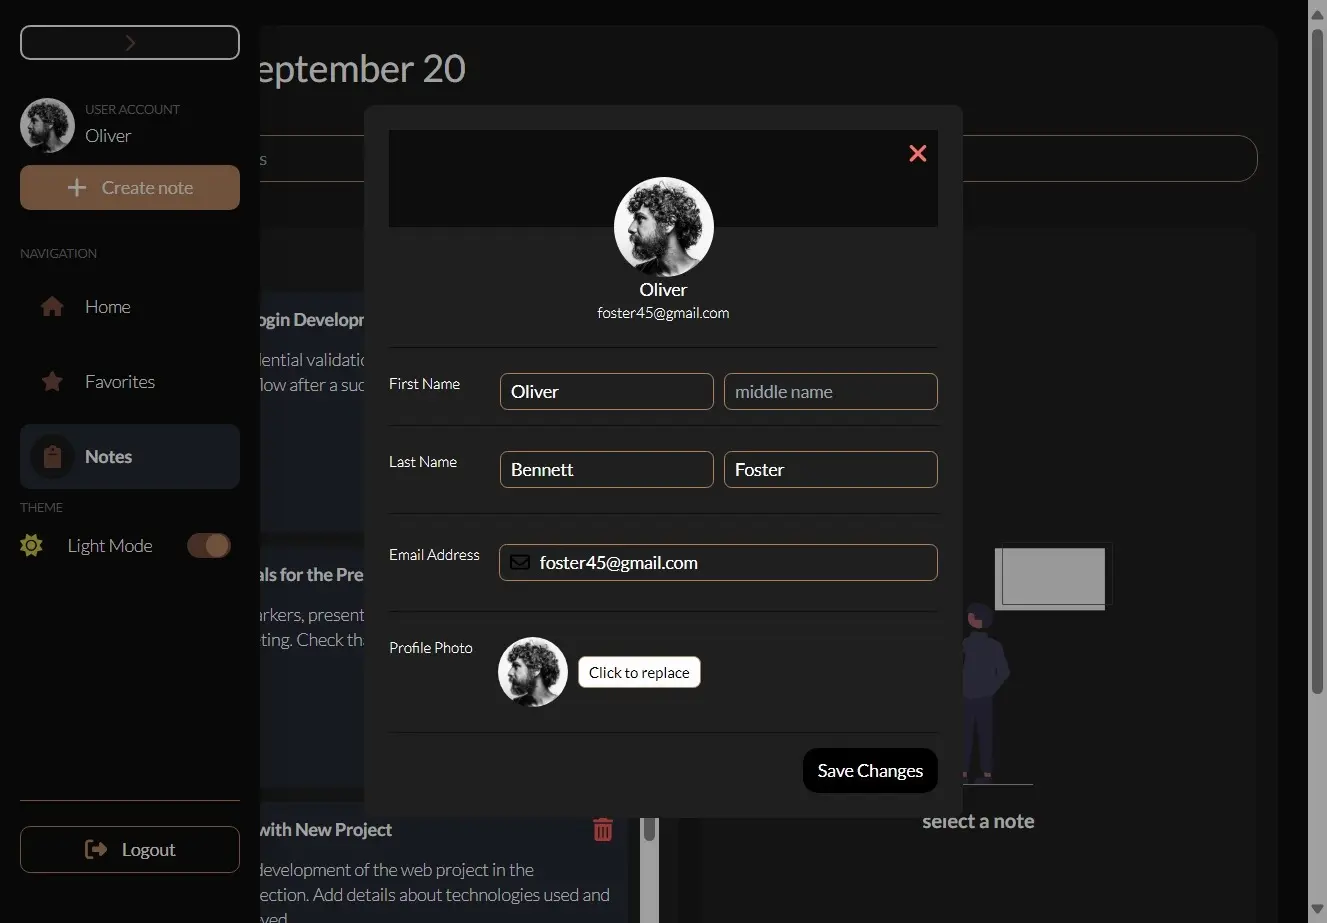 eptember 20
USER ACCOUNT
Oliver
Create note
s
NAVIGATION
Home
Favorites
Notes
THEME
Light Mode
Logout
ogin Develop
dential validatio
low after a suc
als for the Pre
arkers, present
ting. Check th
with New Project
development of the web project in the
ection. Add details about technologies used and
ved
Oliver
foster45@gmail.com
First Name
Oliver
middle name
Last Name
Bennett
Foster
Email Address
foster45@gmail.com
Profile Photo
Click to replace
Save Changes
select a note